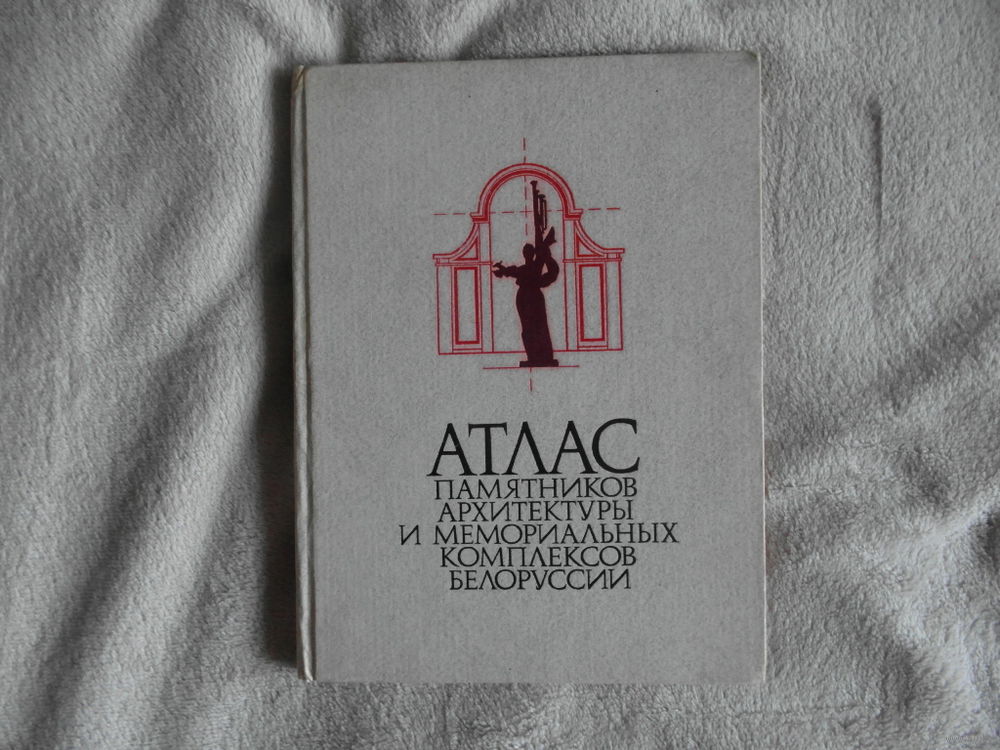 АТЛАС
ПАМЯТНИКОВ
АРХИТЕКТУРЫ
И МЕМОРИАЛЬНЫХ
КОМПЛЕКСОВ
БЕЛОРУССИИ